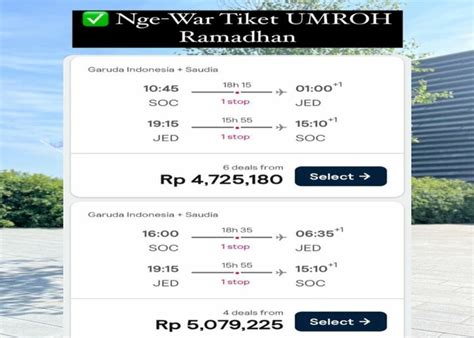 ✅ Nge-War Tiket UMROH
Ramadhan
Garuda Indonesia + Saudia
10:45 18h 15 01:00+1
SOC 1 stop JED
19:15 15h 55 15:10+1
JED 1 stop SOC
6 deals from
Rp 4,725,180 Select →
Garuda Indonesia + Saudia
16:00 18h 35 06:35+1
SOC 1 stop JED
19:15 15h 55 15:10+1
JED 1 stop SOC
4 deals from
Rp 5,079,225 Select →